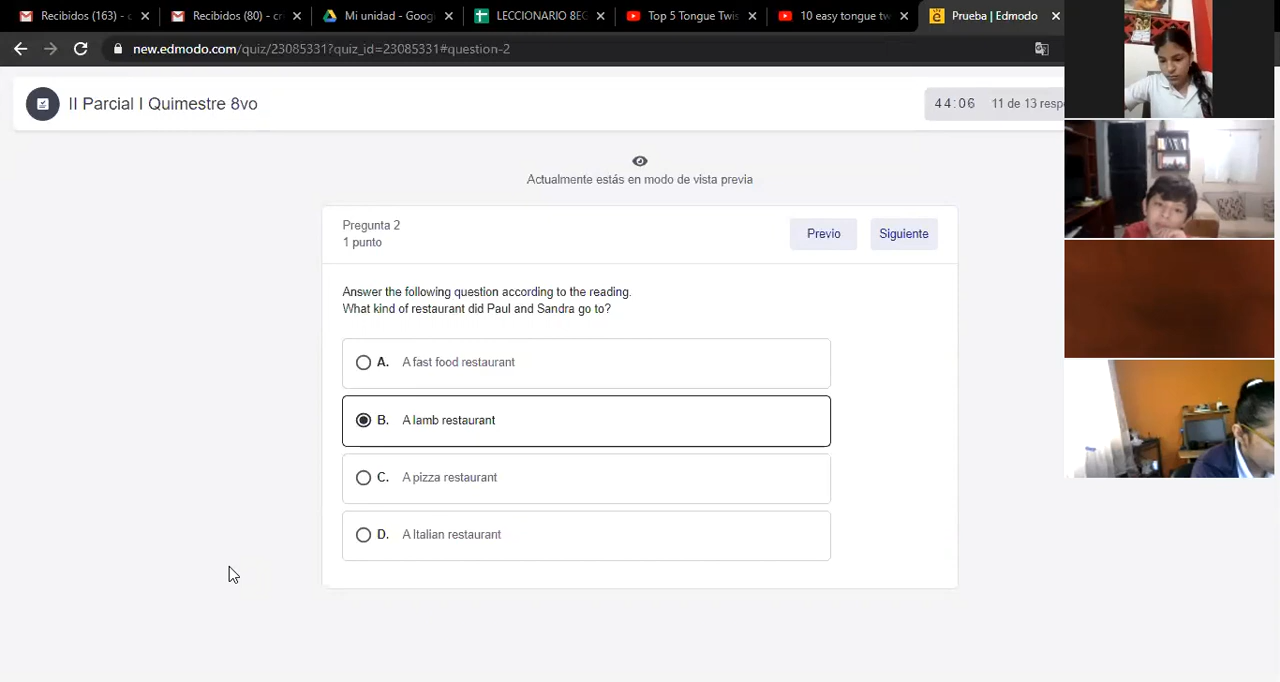 Recibidos (163) - c
Recibidos (80) - cr
Mi unidad - Goog
LECCIONARIO 8EG
Top 5 Tongue Twis
10 easy tongue tw
Prueba | Edmodo
new.edmodo.com/quiz/23085331?quiz_id=23085331#question-2
II Parcial I Quimestre 8vo
44:06
11 de 13 resp
Actualmente estás en modo de vista previa
Pregunta 2
1 punto
Previo
Siguiente
Answer the following question according to the reading.
What kind of restaurant did Paul and Sandra go to?
A. A fast food restaurant
B. A lamb restaurant
C. A pizza restaurant
D. A Italian restaurant